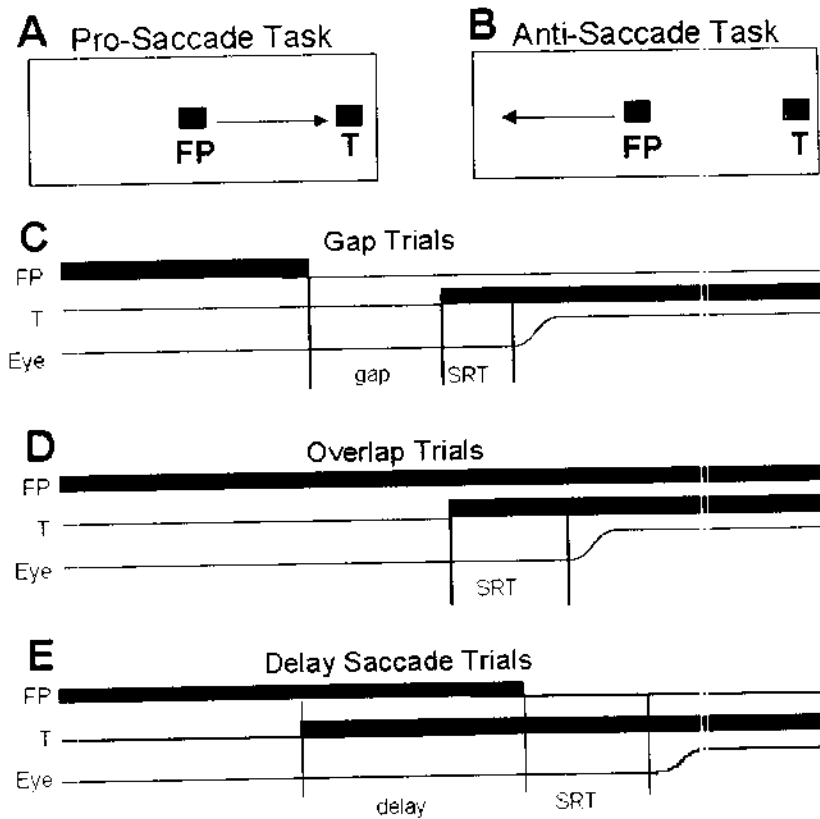 A Pro-Saccade Task
FP
T
B Anti-Saccade Task
FP
T
C Gap Trials
FP
T
Eye
gap
SRT
D Overlap Trials
FP
T
Eye
SRT
E Delay Saccade Trials
FP
T
Eye
delay
SRT